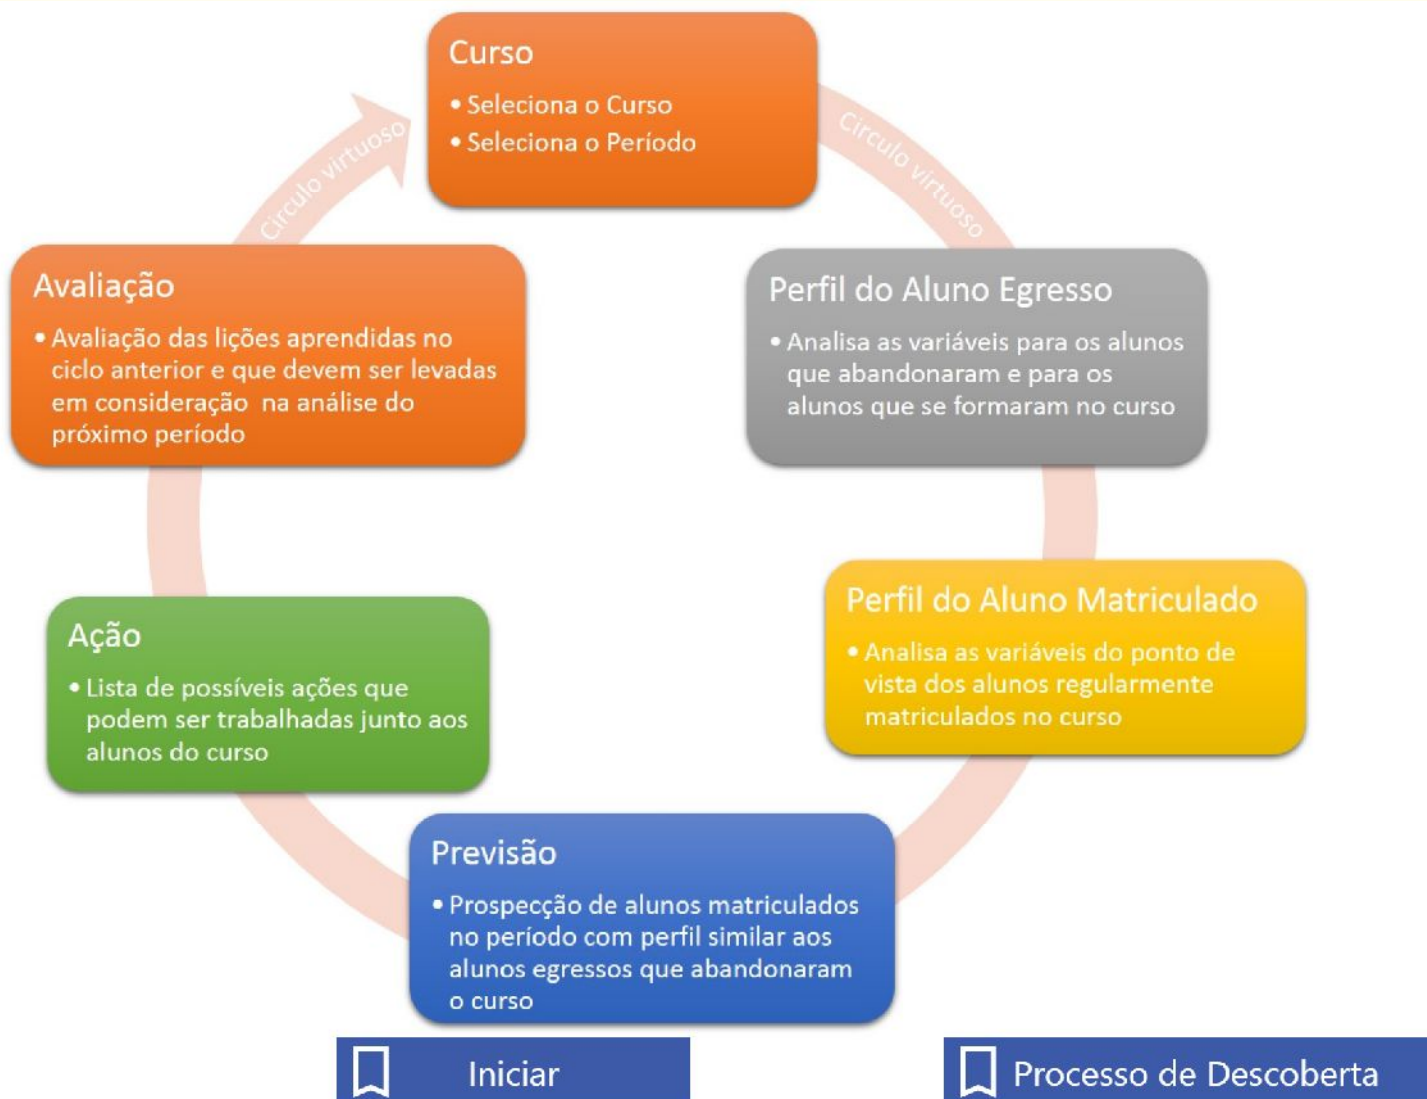 Curso
• Seleciona o Curso
• Seleciona o Período
Círculo virtuoso
Perfil do Aluno Egresso
• Analisa as variáveis para os alunos
que abandonaram e para os
alunos que se formaram no curso
Perfil do Aluno Matriculado
• Analisa as variáveis do ponto de
vista dos alunos regularmente
matriculados no curso
Previsão
• Prospecção de alunos matriculados
no período com perfil similar aos
alunos egressos que abandonaram
o curso
Ação
• Lista de possíveis ações que
podem ser trabalhadas junto aos
alunos do curso
Avaliação
• Avaliação das lições aprendidas no
ciclo anterior e que devem ser levadas
em consideração na análise do
próximo período
Círculo virtuoso
Iniciar
Processo de Descoberta